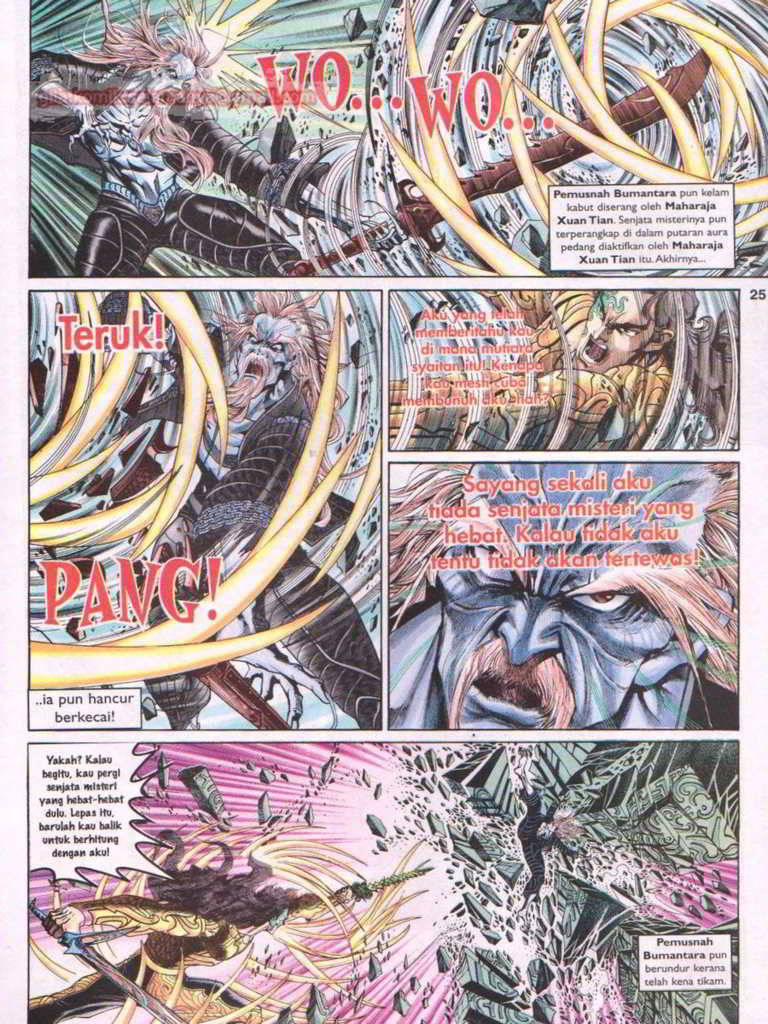 WO...WO...
Pemusnah Bumantara pun kelam
kabut diserang oleh Maharaja
Xuan Tian. Senjata misterinya pun
terperangkap di dalam putaran aura
pedang diaktifkan oleh Maharaja
Xuan Tian itu. Akhirnya...
25
Teruk!
PANG!
..ia pun hancur
berkecai!
Aku yang telah
memberitahu kau
di mana mutiara
syaitan itu! Kenapa
kau mesti cuba
membunuh aku
Sayang sekali aku
tiada senjata misteri yang
hebat. Kalau tidak aku
tentu tidak akan tertewas!
Yakah? Kalau
begitu, kau pergi
senjata misteri
yang hebat-hebat
dulu. Lepas itu,
barulah kau balik
untuk berhitung
dengan aku!
Pemusnah
Bumantara pun
berundur kerana
telah kena tikam.